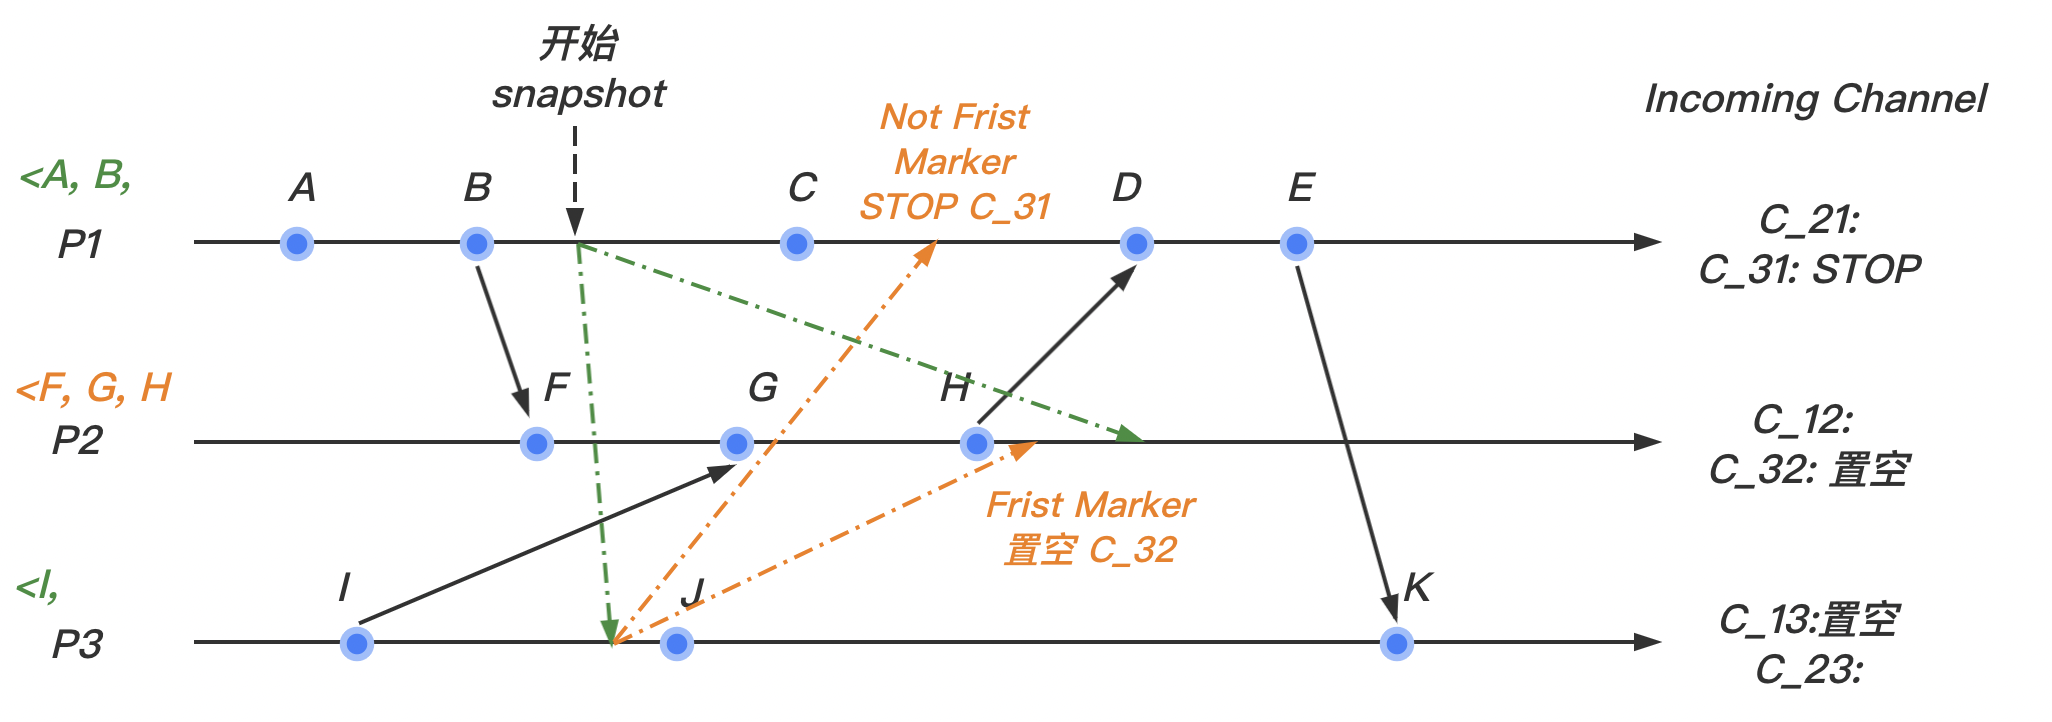 开始
snapshot
Incoming Channel
Not Frist
Marker
STOP C_31
<A, B,
P1
A
B
C
D
E
C_21:
C_31: STOP
<F, G, H
P2
F
G
H
C_12:
C_32: 置空
Frist Marker
置空 C_32
<I,
P3
I
J
K
C_13:置空
C_23: